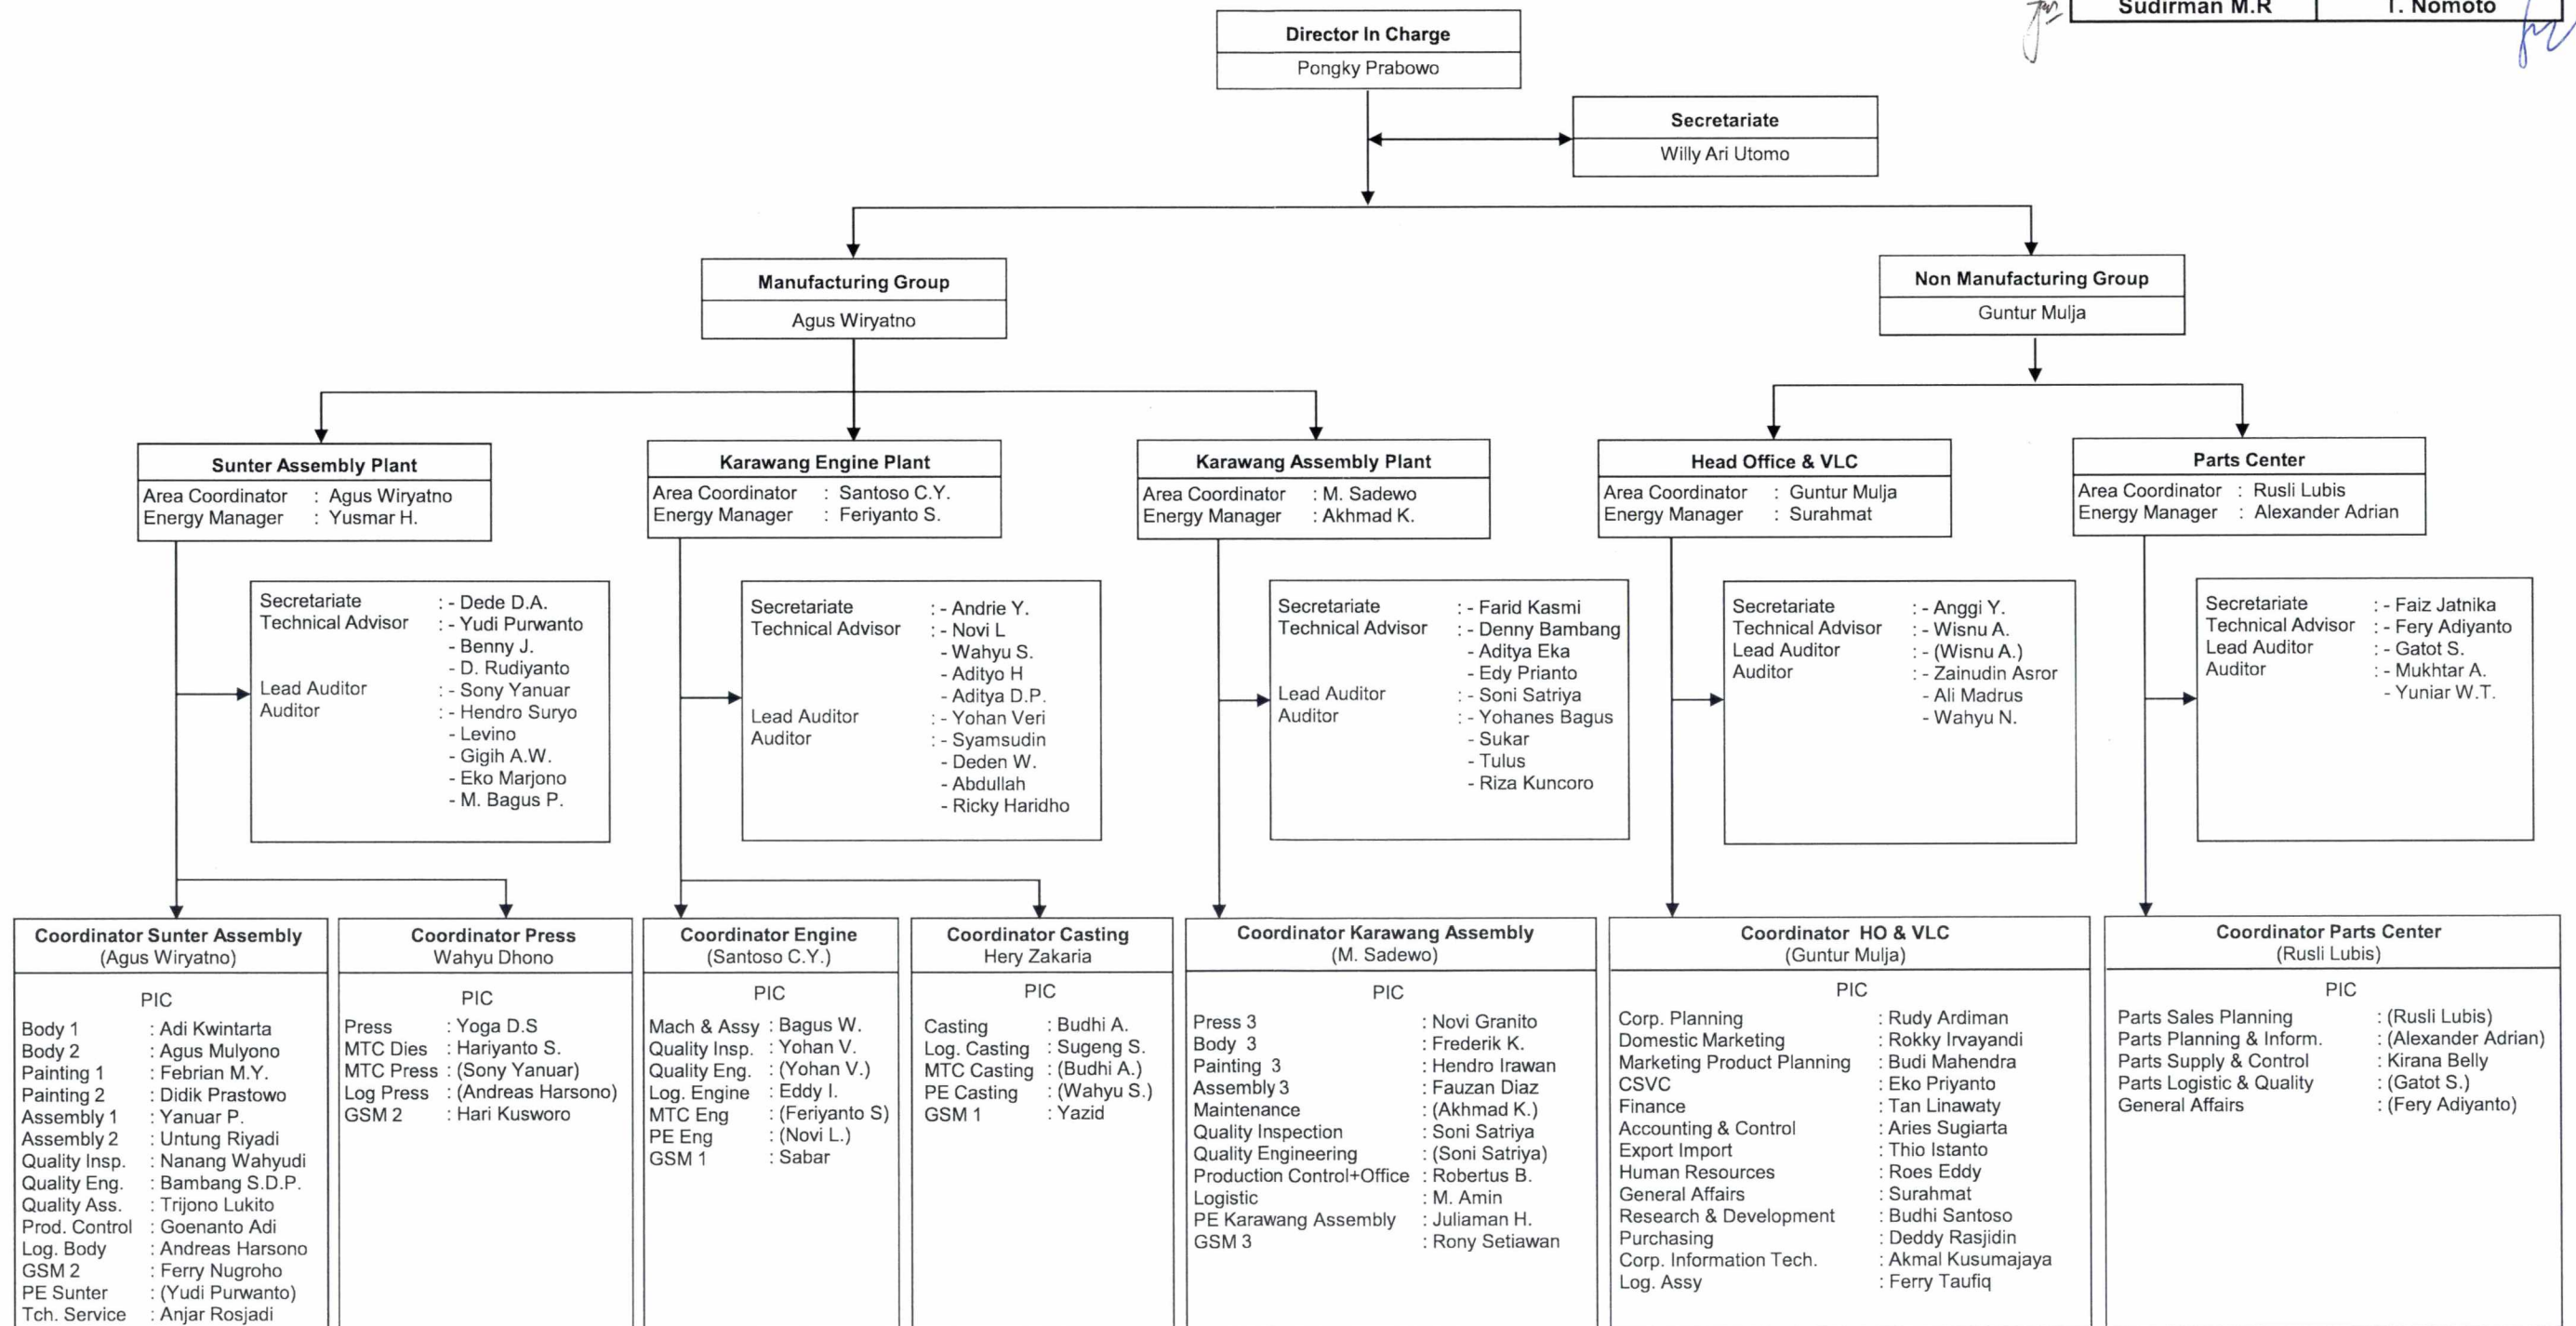 Sudirman M.R T. Nomoto
Director In Charge
Pongky Prabowo
Secretariate
Willy Ari Utomo
Manufacturing Group
Agus Wiryatno
Non Manufacturing Group
Guntur Mulja
Sunter Assembly Plant
Area Coordinator : Agus Wiryatno
Energy Manager : Yusmar H.
Karawang Engine Plant
Area Coordinator : Santoso C.Y.
Energy Manager : Feriyanto S.
Karawang Assembly Plant
Area Coordinator : M. Sadewo
Energy Manager : Akhmad K.
Head Office & VLC
Area Coordinator : Guntur Mulja
Energy Manager : Surahmat
Parts Center
Area Coordinator : Rusli Lubis
Energy Manager : Alexander Adrian
Secretariate : - Dede D.A.
Technical Advisor : - Yudi Purwanto
- Benny J.
- D. Rudiyanto
Lead Auditor : - Sony Yanuar
Auditor : - Hendro Suryo
- Levino
- Gigih A.W.
- Eko Marjono
- M. Bagus P.
Secretariate : - Andrie Y.
Technical Advisor : - Novi L
- Wahyu S.
- Adityo H
- Aditya D.P.
Lead Auditor : - Yohan Veri
Auditor : - Syamsudin
- Deden W.
- Abdullah
- Ricky Haridho
Secretariate : - Farid Kasmi
Technical Advisor : - Denny Bambang
- Aditya Eka
- Edy Prianto
Lead Auditor : - Soni Satriya
Auditor : - Yohanes Bagus
- Sukar
- Tulus
- Riza Kuncoro
Secretariate : - Anggi Y.
Technical Advisor : - Wisnu A.
Lead Auditor : - (Wisnu A.)
Auditor : - Zainudin Asror
- Ali Madrus
- Wahyu N.
Secretariate : - Faiz Jatnika
Technical Advisor : - Fery Adiyanto
Lead Auditor : - Gatot S.
Auditor : - Mukhtar A.
- Yuniar W.T.
Coordinator Sunter Assembly
(Agus Wiryatno)
PIC
Body 1 : Adi Kwintarta
Body 2 : Agus Mulyono
Painting 1 : Febrian M.Y.
Painting 2 : Didik Prastowo
Assembly 1 : Yanuar P.
Assembly 2 : Untung Riyadi
Quality Insp. : Nanang Wahyudi
Quality Eng. : Bambang S.D.P.
Quality Ass. : Trijono Lukito
Prod. Control : Goenanto Adi
Log. Body : Andreas Harsono
GSM 2 : Ferry Nugroho
PE Sunter : (Yudi Purwanto)
Tch. Service : Anjar Rosjadi
Coordinator Press
Wahyu Dhono
PIC
Press : Yoga D.S
MTC Dies : Hariyanto S.
MTC Press : (Sony Yanuar)
Log Press : (Andreas Harsono)
GSM 2 : Hari Kusworo
Coordinator Engine
(Santoso C.Y.)
PIC
Mach & Assy : Bagus W.
Quality Insp. : Yohan V.
Quality Eng. : (Yohan V.)
Log. Engine : Eddy I.
MTC Eng : (Feriyanto S)
PE Eng : (Novi L.)
GSM 1 : Sabar
Coordinator Casting
Hery Zakaria
PIC
Casting : Budhi A.
Log. Casting : Sugeng S.
MTC Casting : (Budhi A.)
PE Casting : (Wahyu S.)
GSM 1 : Yazid
Coordinator Karawang Assembly
(M. Sadewo)
PIC
Press 3 : Novi Granito
Body 3 : Frederik K.
Painting 3 : Hendro Irawan
Assembly 3 : Fauzan Diaz
Maintenance : (Akhmad K.)
Quality Inspection : Soni Satriya
Quality Engineering : (Soni Satriya)
Production Control+Office : Robertus B.
Logistic : M. Amin
PE Karawang Assembly : Juliaman H.
GSM 3 : Rony Setiawan
Coordinator HO & VLC
(Guntur Mulja)
PIC
Corp. Planning : Rudy Ardiman
Domestic Marketing : Rokky Irvayandi
Marketing Product Planning : Budi Mahendra
CSVC : Eko Priyanto
Finance : Tan Linawaty
Accounting & Control : Aries Sugiarta
Export Import : Thio Istanto
Human Resources : Roes Eddy
General Affairs : Surahmat
Research & Development : Budhi Santoso
Purchasing : Deddy Rasjidin
Corp. Information Tech. : Akmal Kusumajaya
Log. Assy : Ferry Taufiq
Coordinator Parts Center
(Rusli Lubis)
PIC
Parts Sales Planning : (Rusli Lubis)
Parts Planning & Inform. : (Alexander Adrian)
Parts Supply & Control : Kirana Belly
Parts Logistic & Quality : (Gatot S.)
General Affairs : (Fery Adiyanto)